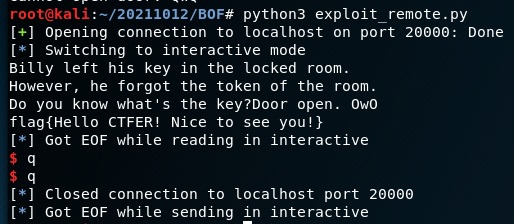 root@kali:~/20211012/BOF# python3 exploit_remote.py
[+] Opening connection to localhost on port 20000: Done
[*] Switching to interactive mode
Billy left his key in the locked room.
However, he forgot the token of the room.
Do you know what's the key?Door open. OwO
flag{Hello CTFER! Nice to see you!}
[*] Got EOF while reading in interactive
$ q
$ q
[*] Closed connection to localhost port 20000
[*] Got EOF while sending in interactive